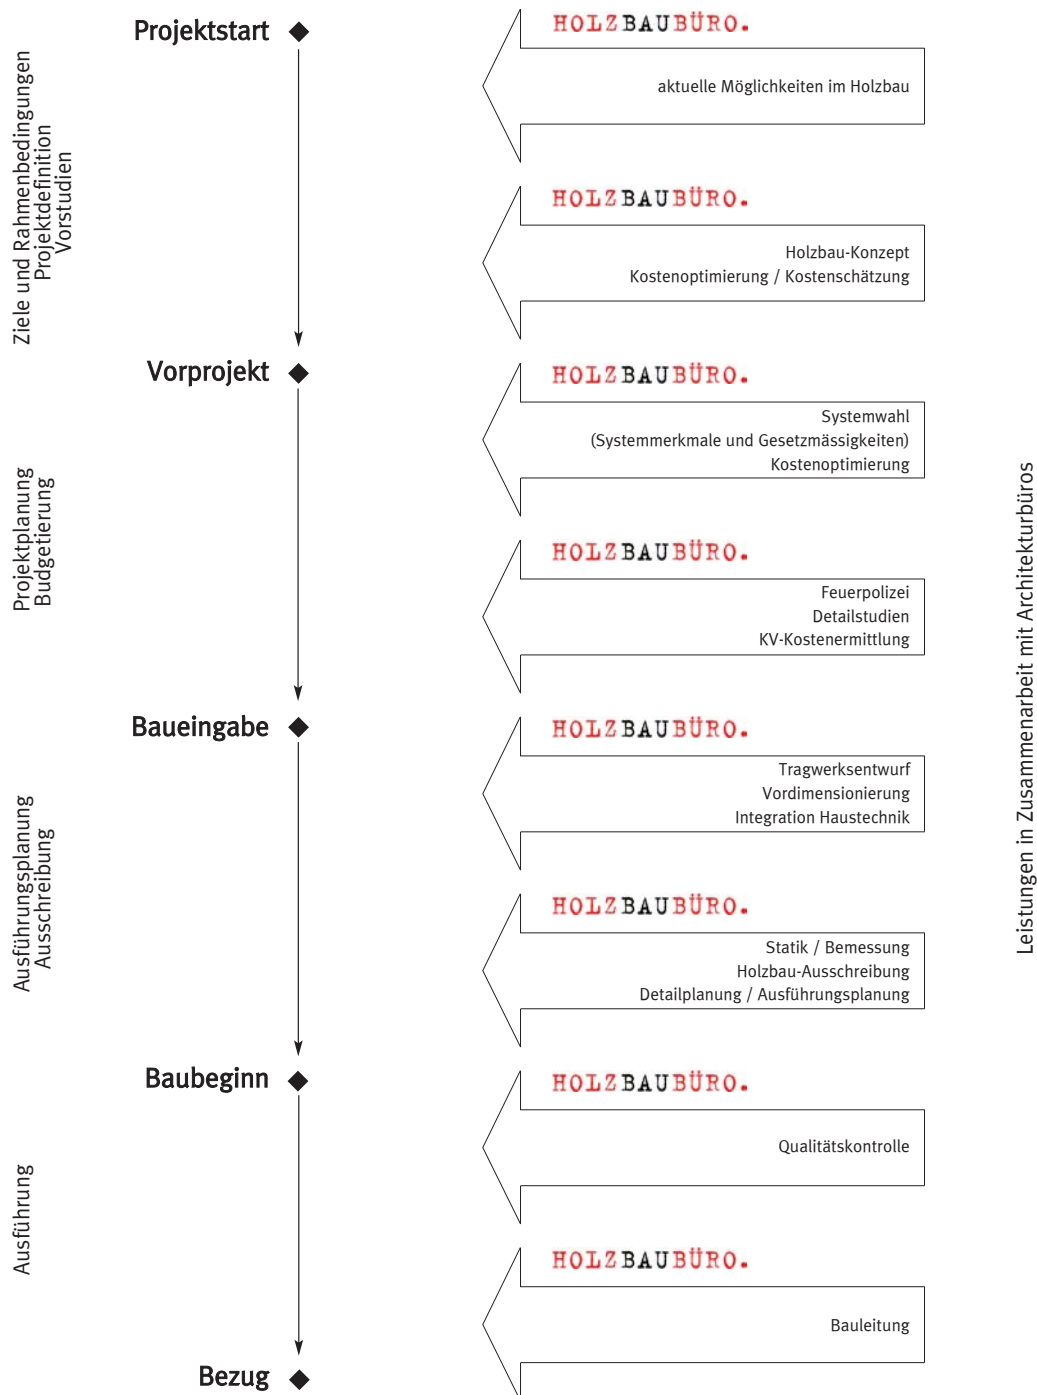 Projektstart
HOLZBAUBÜRO.
aktuelle Möglichkeiten im Holzbau
Ziele und Rahmenbedingungen
Projektdefinition
Vorstudien
HOLZBAUBÜRO.
Holzbau-Konzept
Kostenoptimierung / Kostenschätzung
Vorprojekt
HOLZBAUBÜRO.
Systemwahl
(Systemmerkmale und Gesetzmässigkeiten)
Kostenoptimierung
Projektplanung
Budgetierung
HOLZBAUBÜRO.
Feuerpolizei
Detailstudien
KV-Kostenermittlung
Leistungen in Zusammenarbeit mit Architekturbüros
Baueingabe
HOLZBAUBÜRO.
Tragwerksentwurf
Vordimensionierung
Integration Haustechnik
Ausführungsplanung
Ausschreibung
HOLZBAUBÜRO.
Statik / Bemessung
Holzbau-Ausschreibung
Detailplanung / Ausführungsplanung
Baubeginn
HOLZBAUBÜRO.
Qualitätskontrolle
Ausführung
HOLZBAUBÜRO.
Bauleitung
Bezug